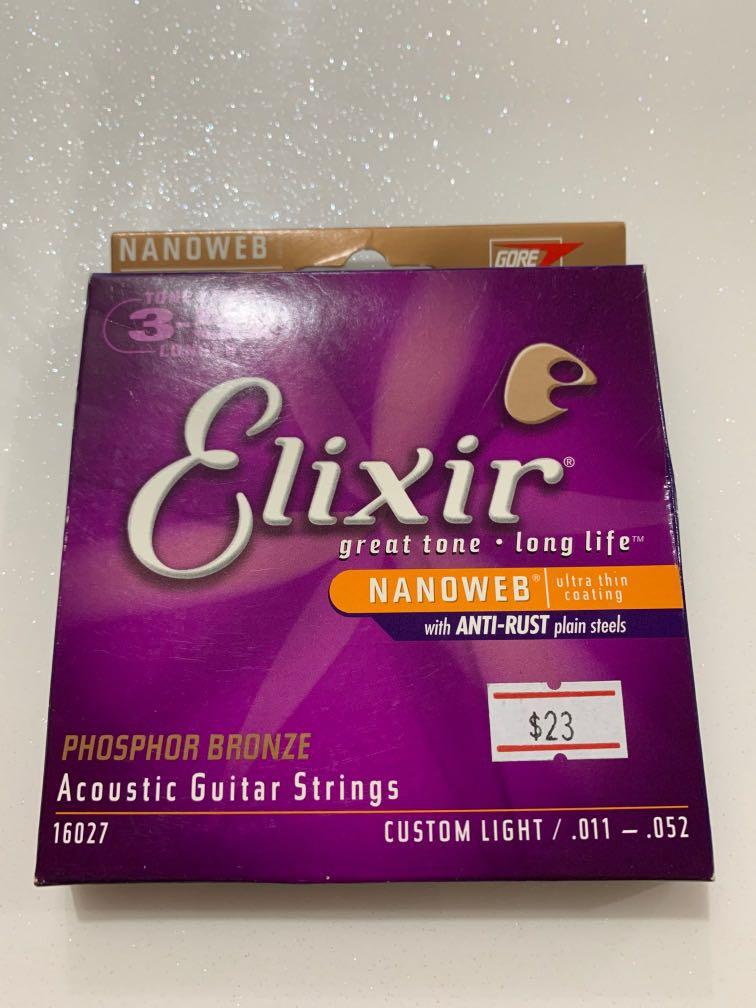 NANOWEB
GORE
TONE
3-
Elixir®
great tone • long life™
NANOWEB® ultra thin coating
with ANTI-RUST plain steels
$23
PHOSPHOR BRONZE
Acoustic Guitar Strings
16027 CUSTOM LIGHT / .011 – .052